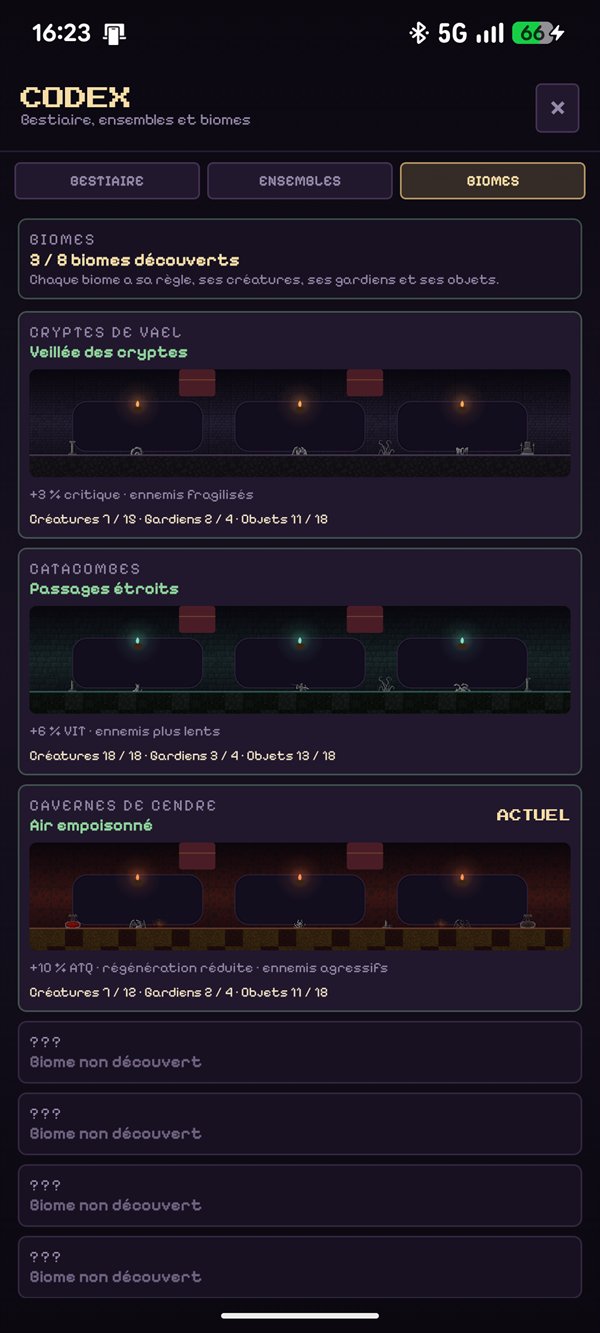 16:23
5G
66
CODEX
Bestiaire, ensembles et biomes
×
BESTIAIRE
ENSEMBLES
BIOMES
BIOMES
3 / 8 biomes découverts
Chaque biome a sa règle, ses créatures, ses gardiens et ses objets.
CRYPTES DE VAEL
Veillée des cryptes
+3 % critique · ennemis fragilisés
Créatures 7 / 18 · Gardiens 2 / 4 · Objets 11 / 18
CATACOMBES
Passages étroits
+6 % VIT · ennemis plus lents
Créatures 18 / 18 · Gardiens 3 / 4 · Objets 13 / 18
CAVERNES DE CENDRE
ACTUEL
Air empoisonné
+10 % ATQ · régénération réduite · ennemis agressifs
Créatures 7 / 12 · Gardiens 2 / 4 · Objets 11 / 18
???
Biome non découvert
???
Biome non découvert
???
Biome non découvert
???
Biome non découvert